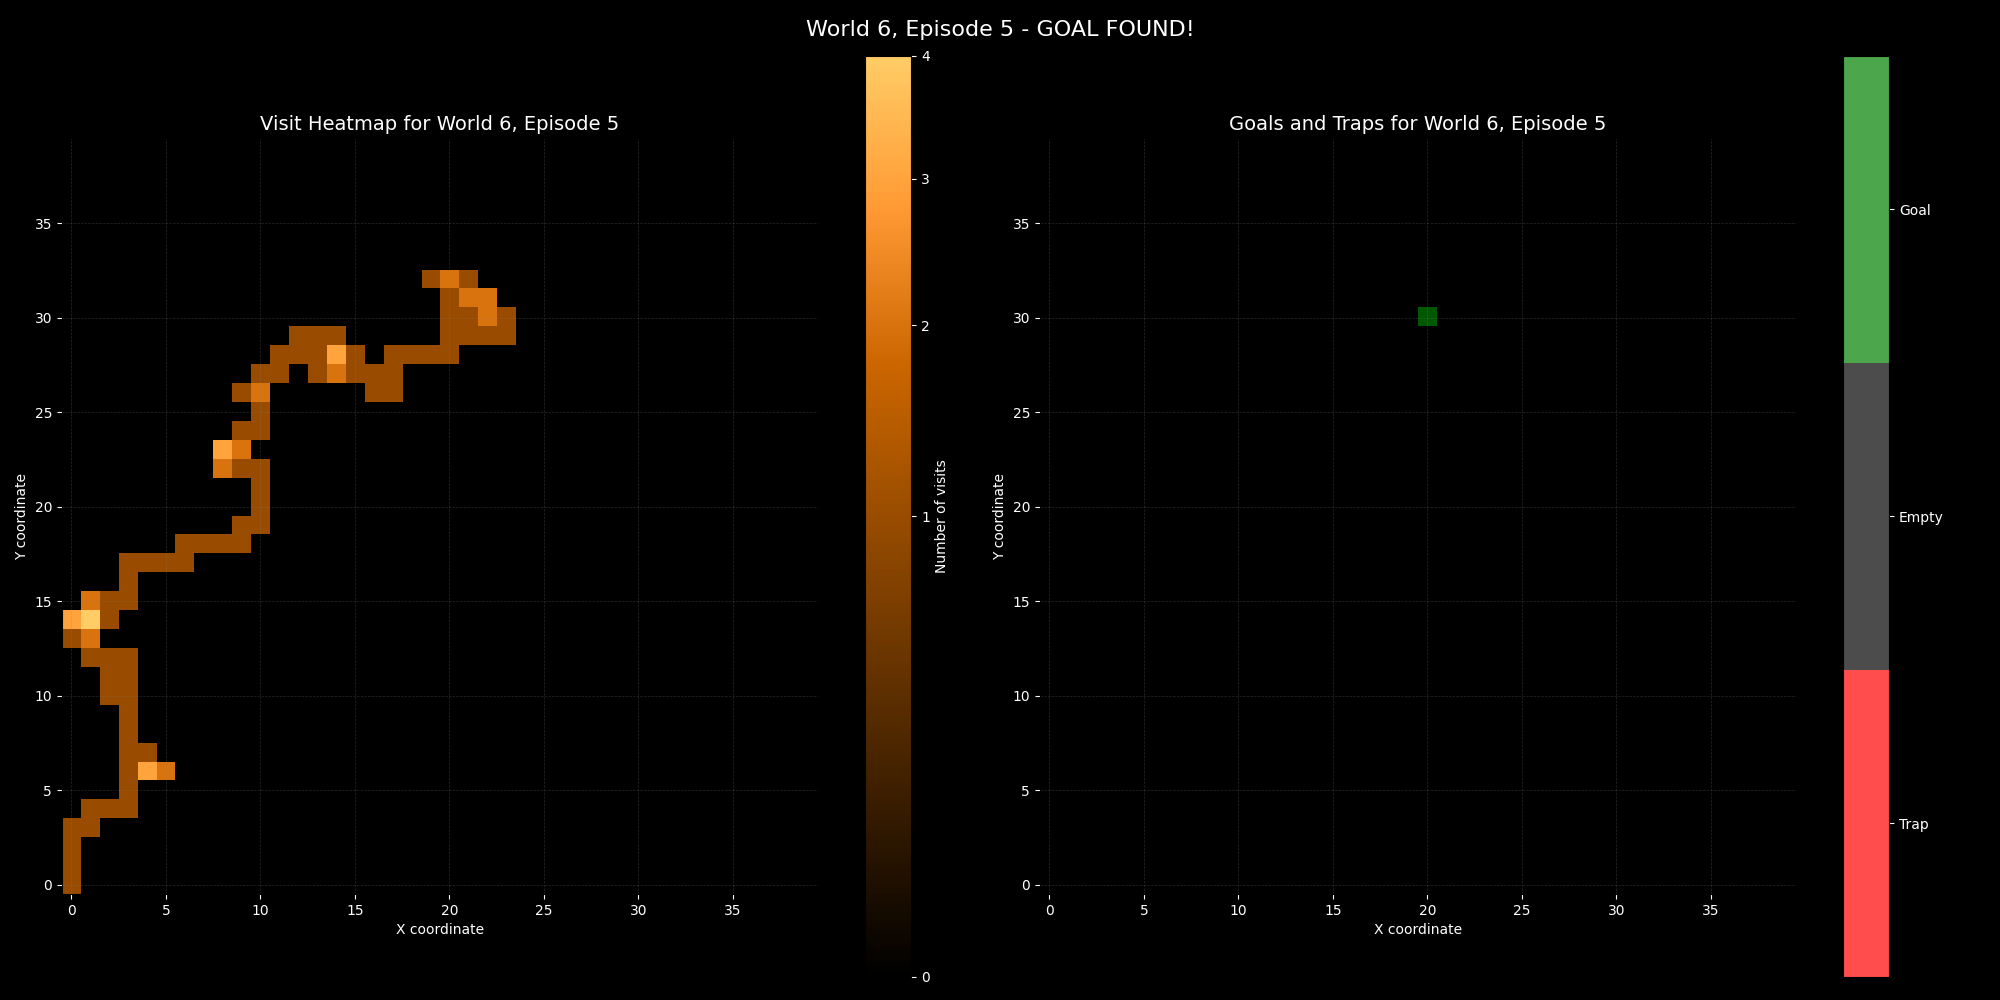 World 6, Episode 5 - GOAL FOUND!
Visit Heatmap for World 6, Episode 5
35
30
25
20
15
10
5
0
0 5 10 15 20 25 30 35
X coordinate
Y coordinate
4
3
2
1
0
Number of visits
Goals and Traps for World 6, Episode 5
35
30
25
20
15
10
5
0
0 5 10 15 20 25 30 35
X coordinate
Y coordinate
Goal
Empty
Trap